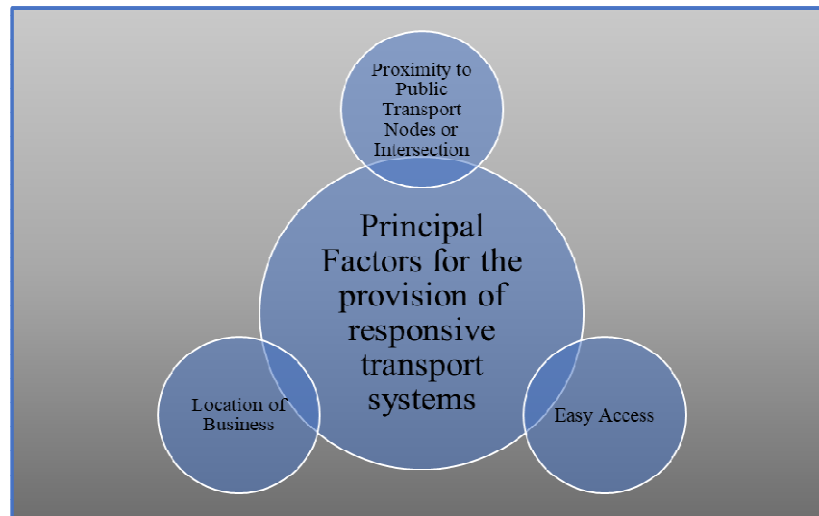 Proximity to
Public
Transport
Nodes or
Intersection
Principal
Factors for the
provision of
responsive
transport
systems
Location of
Business
Easy Access